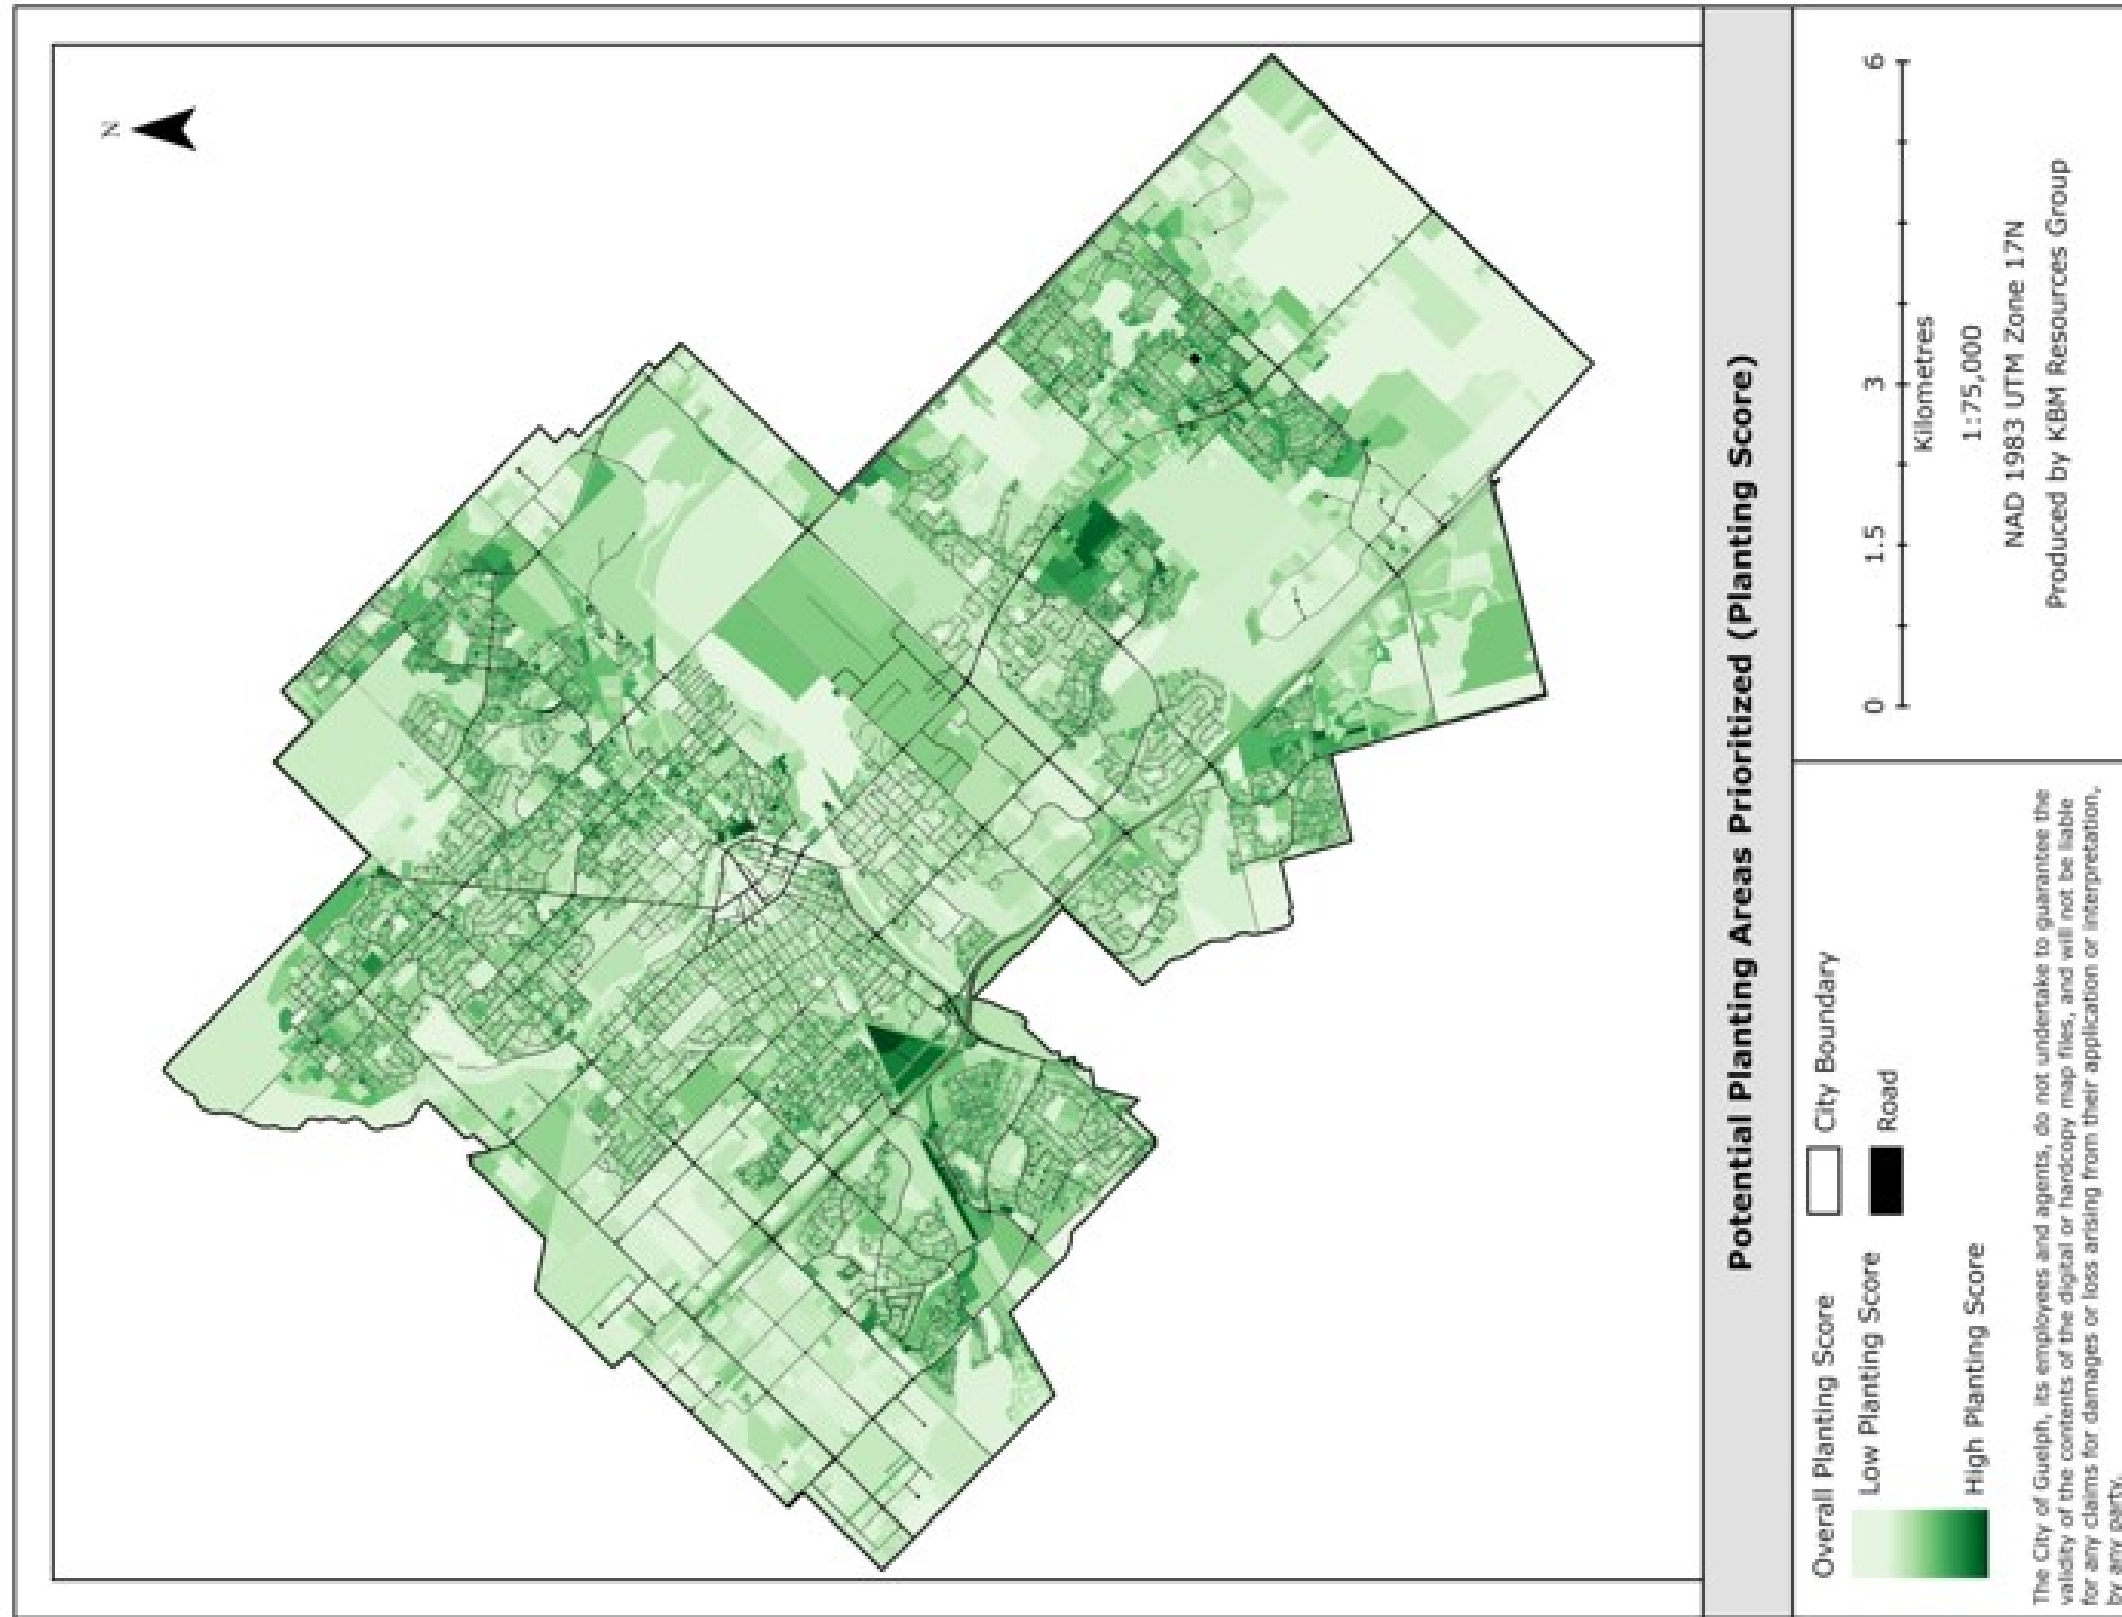 N
Potential Planting Areas Prioritized (Planting Score)
Overall Planting Score
Low Planting Score
High Planting Score
City Boundary
Road
The City of Guelph, its employees and agents, do not undertake to guarantee the
validity of the contents of the digital or hardcopy map files, and will not be liable
for any claims for damages or loss arising from their application or interpretation,
by any party.
0 1.5 3 6
Kilometres
1:75,000
NAD 1983 UTM Zone 17N
Produced by KBM Resources Group